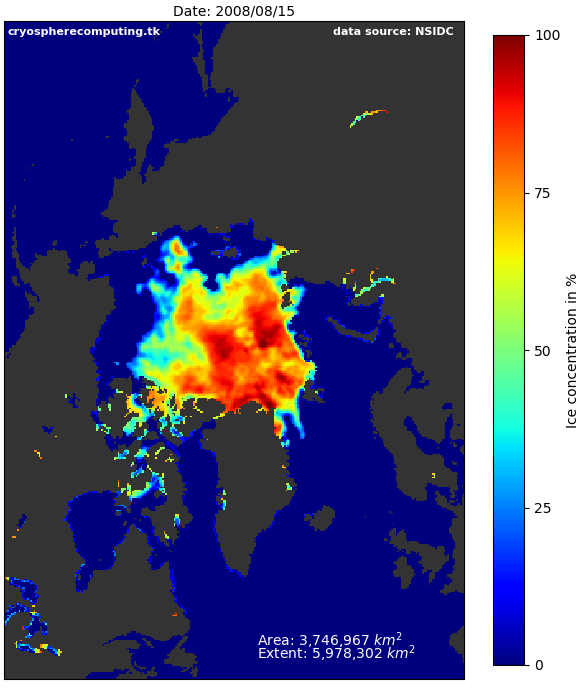 Date: 2008/08/15
cryospherecomputing.tk data source: NSIDC
100
75
50
25
0
Ice concentration in %
Area: 3,746,967 km²
Extent: 5,978,302 km²